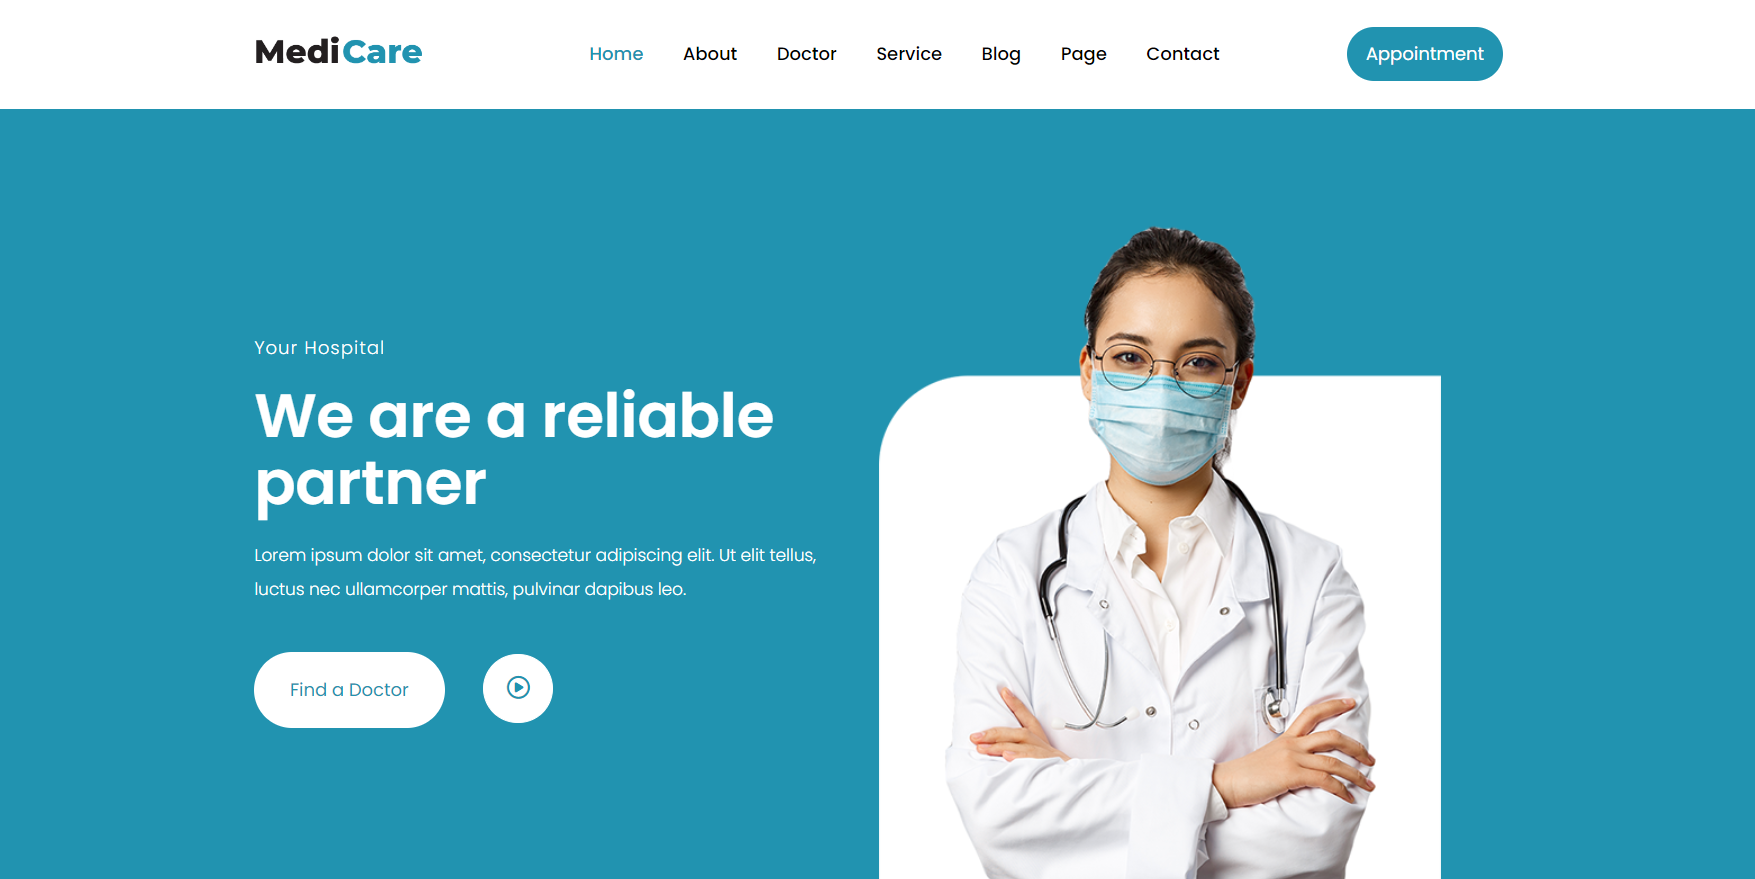 MediCare
Home About Doctor Service Blog Page Contact
Appointment
Your Hospital
We are a reliable
partner
Lorem ipsum dolor sit amet, consectetur adipiscing elit. Ut elit tellus,
luctus nec ullamcorper mattis, pulvinar dapibus leo.
Find a Doctor